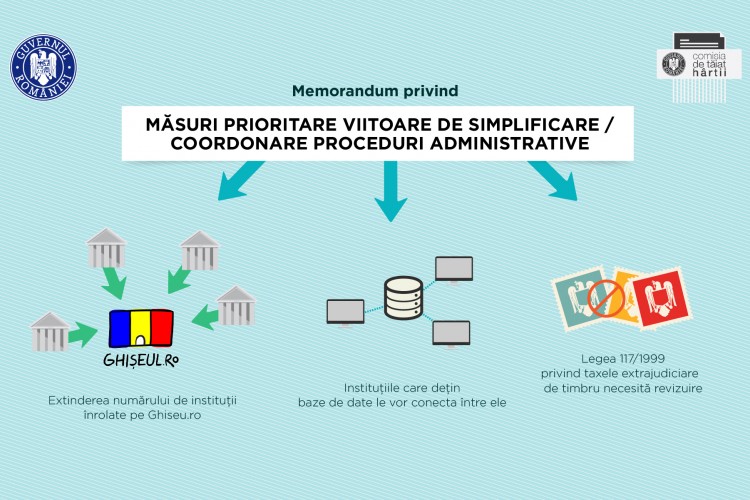 GUVERNUL
ROMÂNIEI
comisia
de tăiat
hârtii
Memorandum privind
MĂSURI PRIORITARE VIITOARE DE SIMPLIFICARE /
COORDONARE PROCEDURI ADMINISTRATIVE
GHIȘEUL.RO
Extinderea numărului de instituții
înrolate pe Ghiseu.ro
Instituțiile care dețin
baze de date le vor conecta între ele
Legea 117/1999
privind taxele extrajudiciare
de timbru necesită revizuire